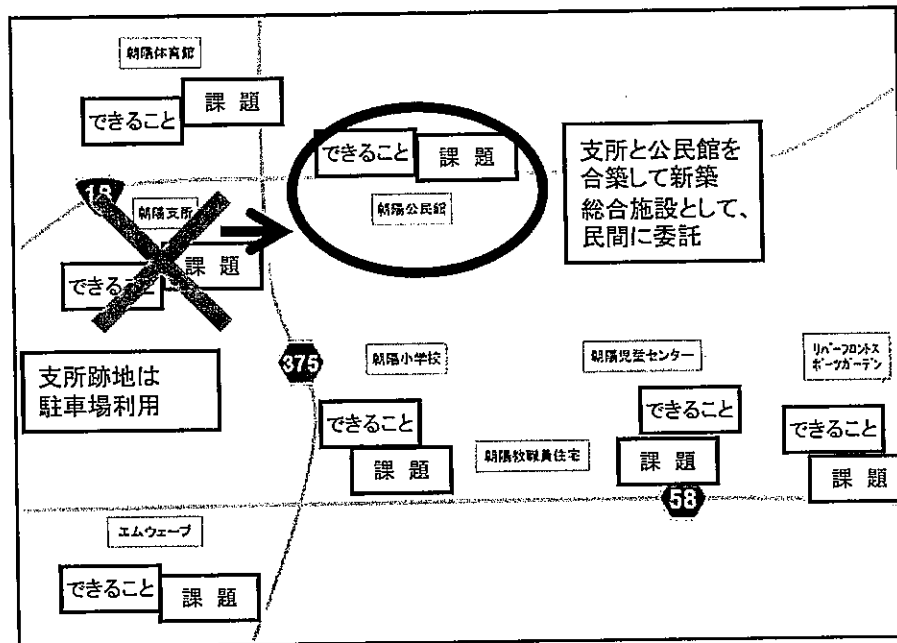 朝陽体育館
できること
課題
できること
課題
朝陽公民館
支所と公民館を
合築して新築
総合施設として、
民間に委託
18
朝陽支所
できること
課題
支所跡地は
駐車場利用
375
朝陽小学校
できること
課題
朝陽教職員住宅
朝陽児童センター
できること
課題
58
リバーフロントス
ポーツガーデン
できること
課題
エムウェーブ
できること
課題